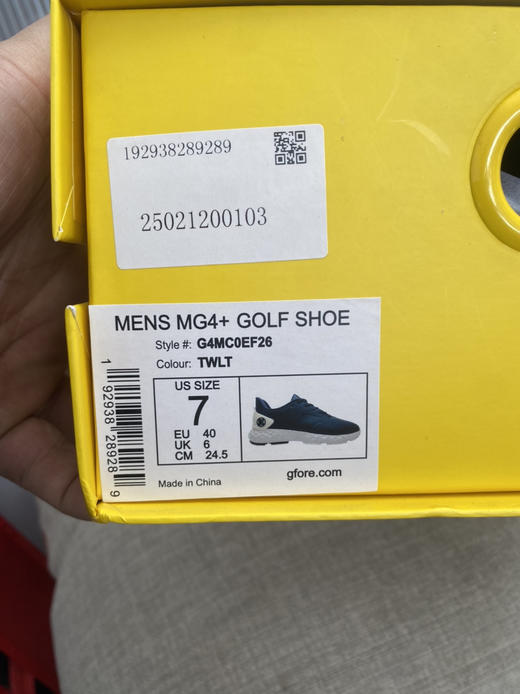 192938289289
25021200103
MENS MG4+ GOLF SHOE
Style #: G4MC0EF26
Colour: TWLT
US SIZE
7
EU 40
UK 6
CM 24.5
1 92938 28928 9
Made in China
gfore.com